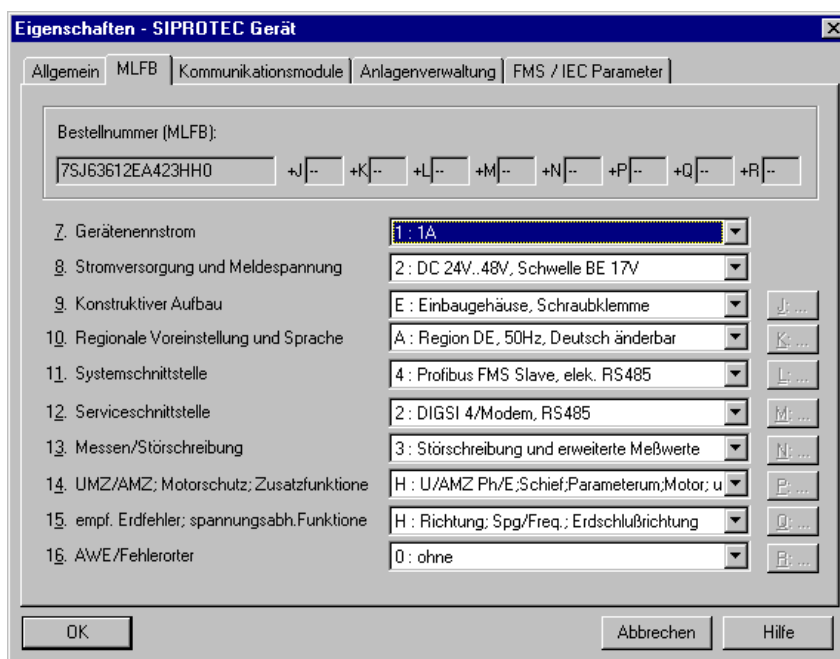 Eigenschaften - SIPROTEC Gerät
Allgemein MLFB Kommunikationsmodule Anlagenverwaltung FMS / IEC Parameter
Bestellnummer (MLFB):
7SJ63612EA423HH0 +J -- +K -- +L -- +M -- +N -- +P -- +Q -- +R --
7. Gerätenennstrom 1 : 1A
8. Stromversorgung und Meldespannung 2 : DC 24V..48V, Schwelle BE 17V
9. Konstruktiver Aufbau E : Einbaugehäuse, Schraubklemme J: ...
10. Regionale Voreinstellung und Sprache A : Region DE, 50Hz, Deutsch änderbar K: ...
11. Systemschnittstelle 4 : Profibus FMS Slave, elek. RS485 L: ...
12. Serviceschnittstelle 2 : DIGSI 4/Modem, RS485 M: ...
13. Messen/Störschreibung 3 : Störschreibung und erweiterte Meßwerte N: ...
14. UMZ/AMZ; Motorschutz; Zusatzfunktione H : U/AMZ Ph/E;Schief;Parameterum;Motor; u P: ...
15. empf. Erdfehler; spannungsabh.Funktione H : Richtung; Spg/Freq.; Erdschlußrichtung Q: ...
16. AWE/Fehlerorter 0 : ohne R: ...
OK Abbrechen Hilfe